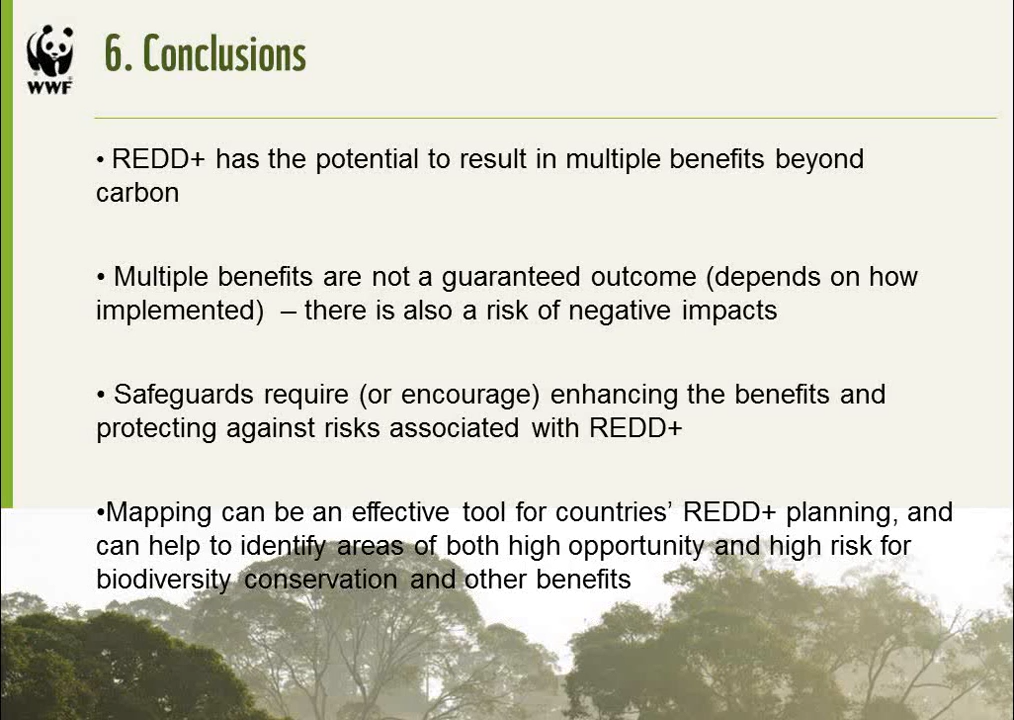 WWF
6. Conclusions
• REDD+ has the potential to result in multiple benefits beyond
carbon
• Multiple benefits are not a guaranteed outcome (depends on how
implemented) – there is also a risk of negative impacts
• Safeguards require (or encourage) enhancing the benefits and
protecting against risks associated with REDD+
•Mapping can be an effective tool for countries’ REDD+ planning, and
can help to identify areas of both high opportunity and high risk for
biodiversity conservation and other benefits